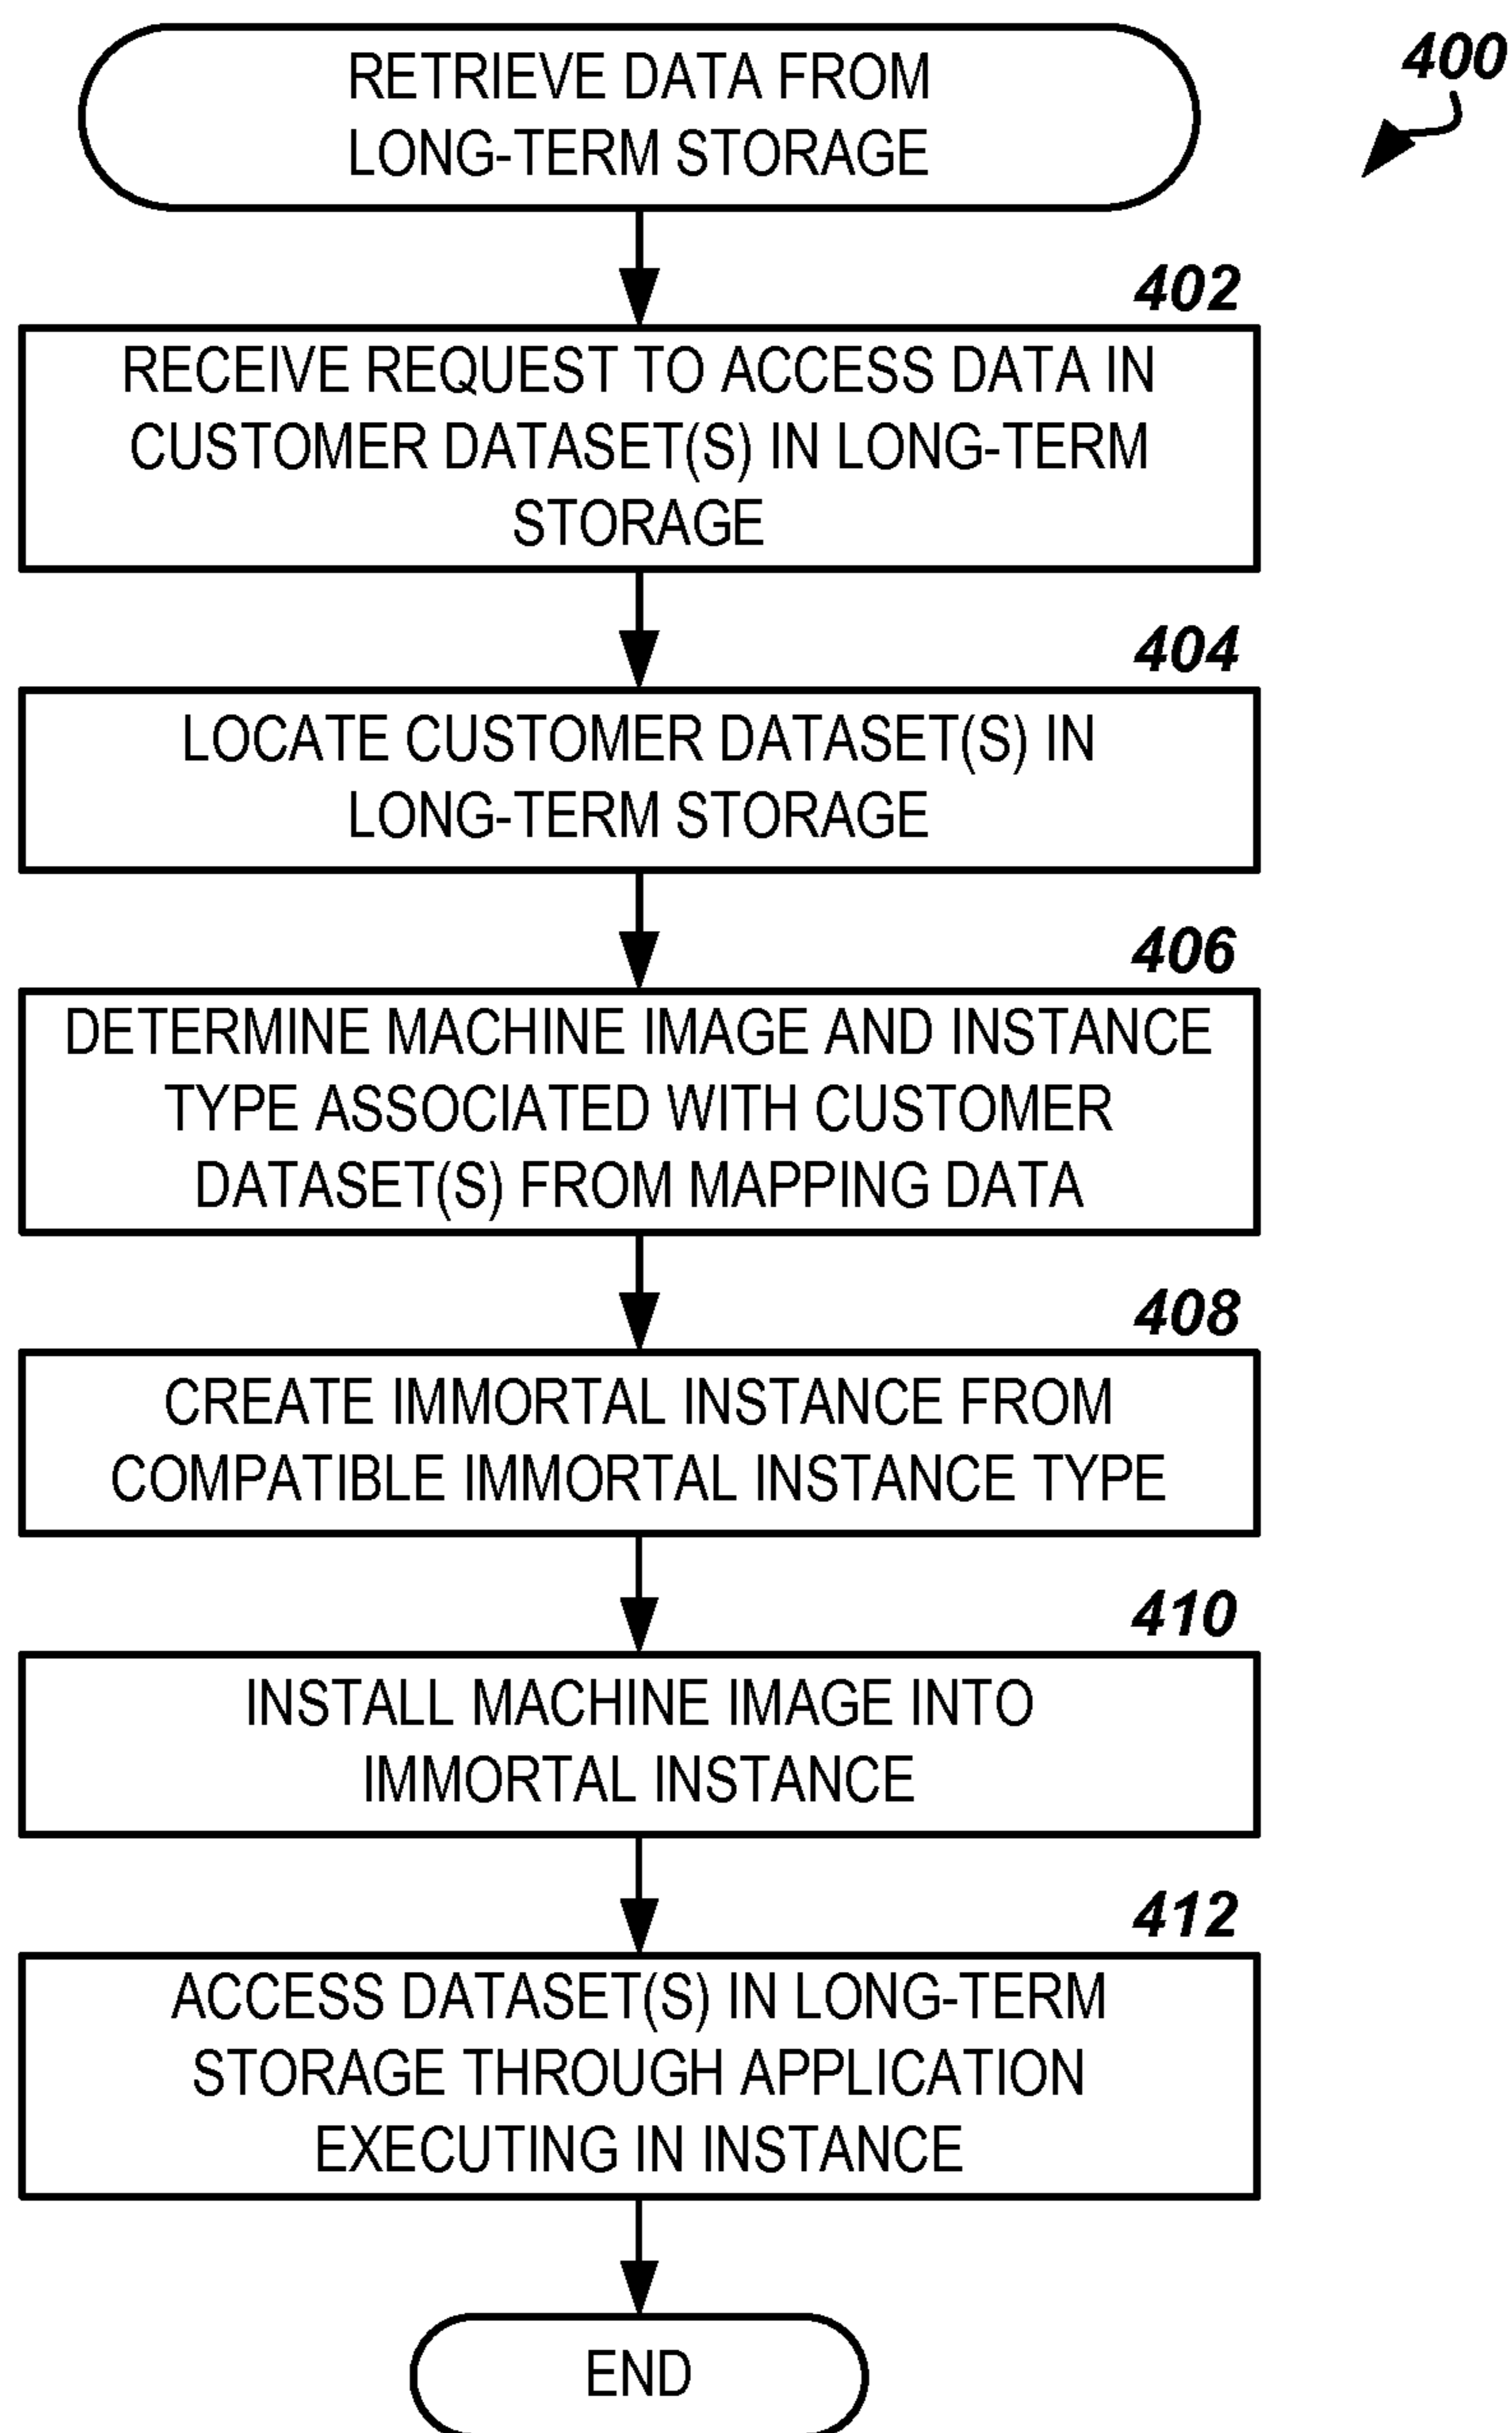 RETRIEVE DATA FROM
LONG-TERM STORAGE
400
402
RECEIVE REQUEST TO ACCESS DATA IN
CUSTOMER DATASET(S) IN LONG-TERM
STORAGE
404
LOCATE CUSTOMER DATASET(S) IN
LONG-TERM STORAGE
406
DETERMINE MACHINE IMAGE AND INSTANCE
TYPE ASSOCIATED WITH CUSTOMER
DATASET(S) FROM MAPPING DATA
408
CREATE IMMORTAL INSTANCE FROM
COMPATIBLE IMMORTAL INSTANCE TYPE
410
INSTALL MACHINE IMAGE INTO
IMMORTAL INSTANCE
412
ACCESS DATASET(S) IN LONG-TERM
STORAGE THROUGH APPLICATION
EXECUTING IN INSTANCE
END